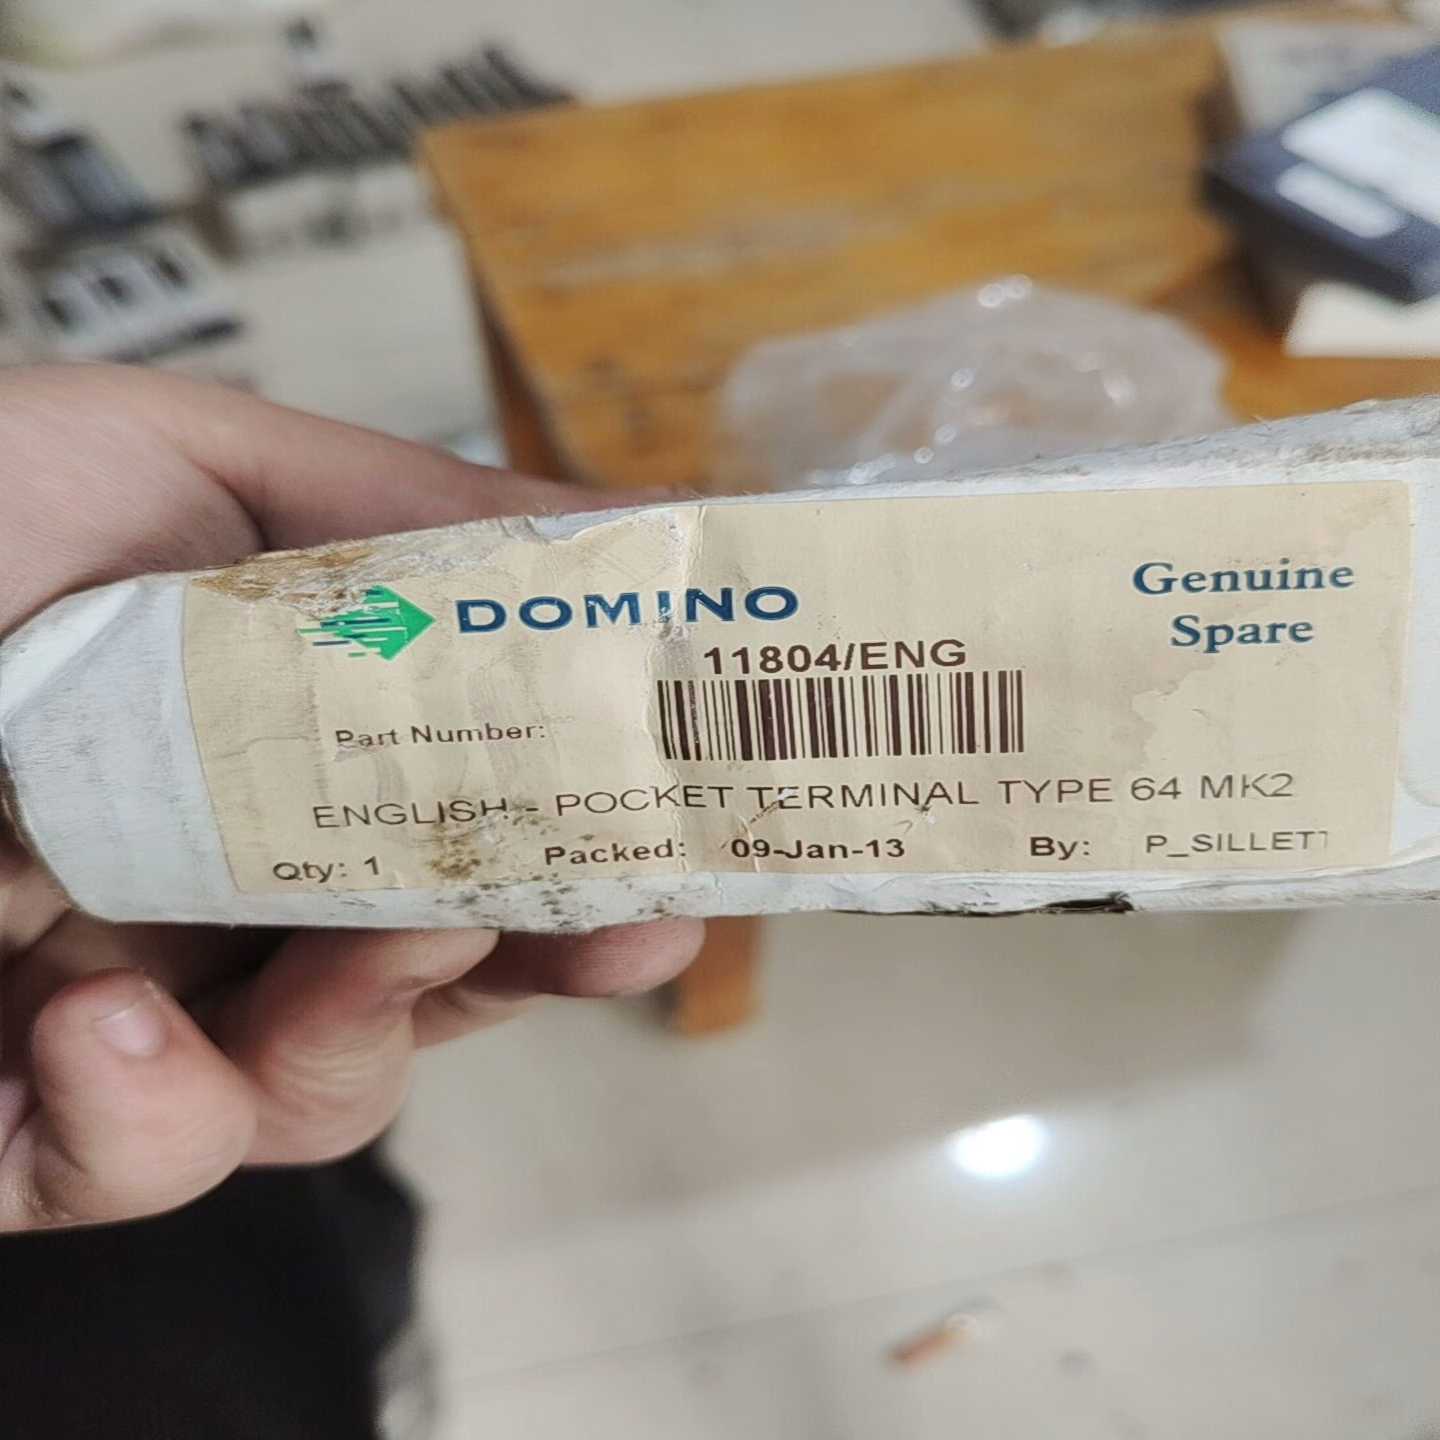 DOMINO
Genuine
Spare
11804/ENG
Part Number:
ENGLISH - POCKET TERMINAL TYPE 64 MK2
Qty: 1 Packed: 09-Jan-13 By: P_SILLETT